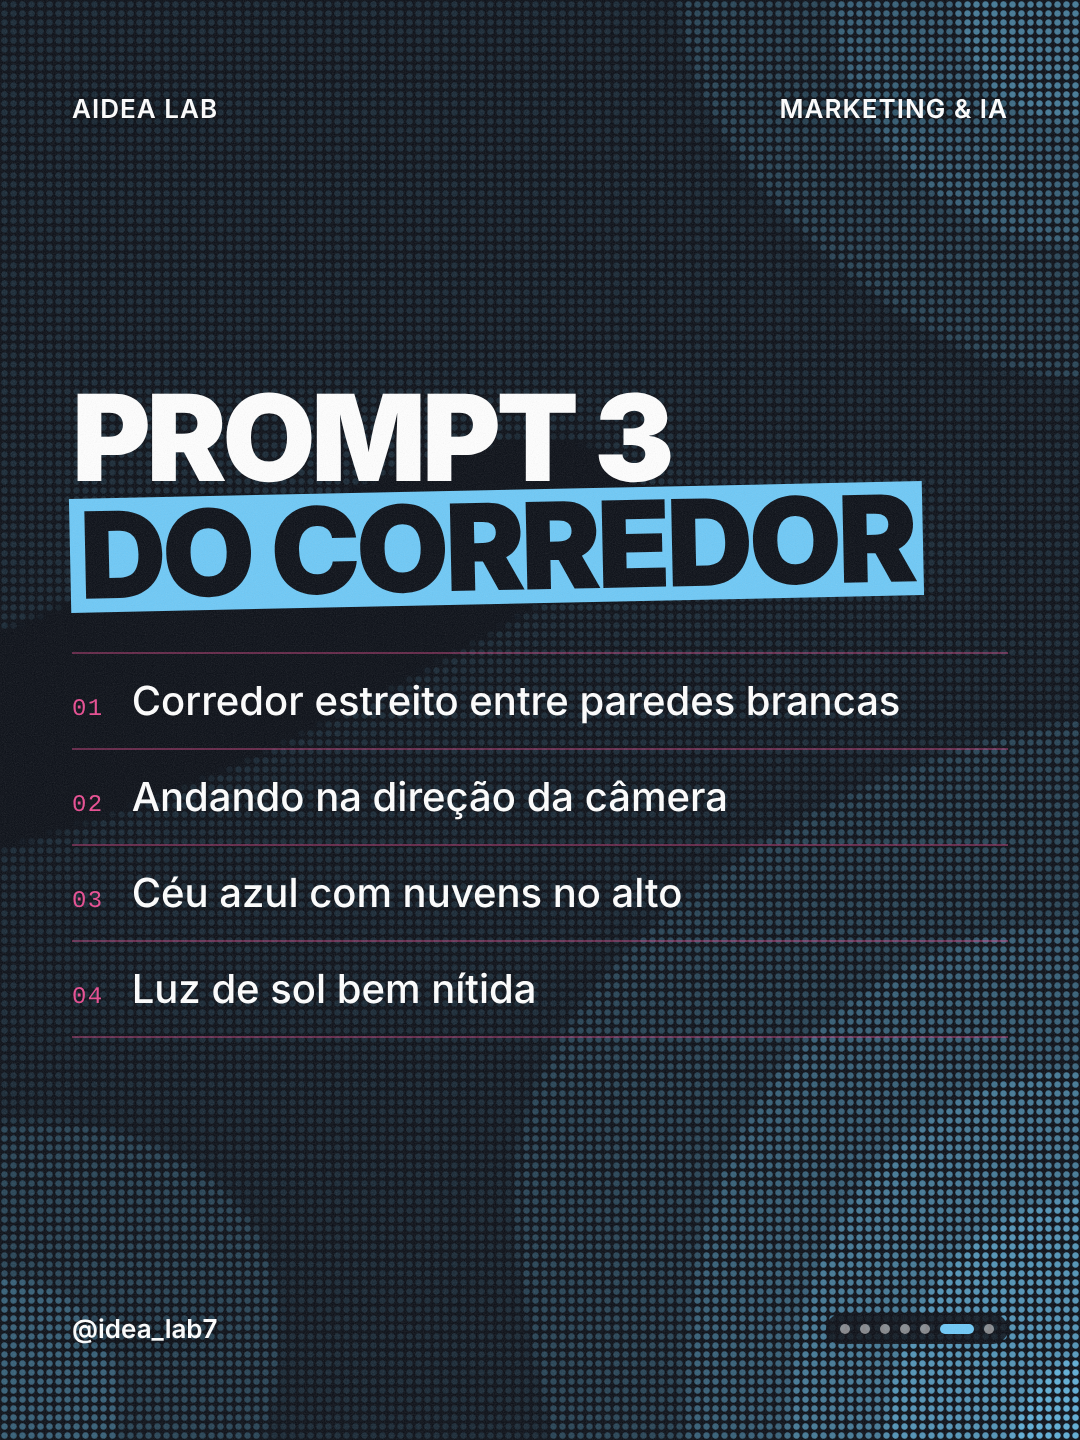 AIDEA LAB
MARKETING & IA
PROMPT 3
DO CORREDOR
01 Corredor estreito entre paredes brancas
02 Andando na direção da câmera
03 Céu azul com nuvens no alto
04 Luz de sol bem nítida
@idea_lab7